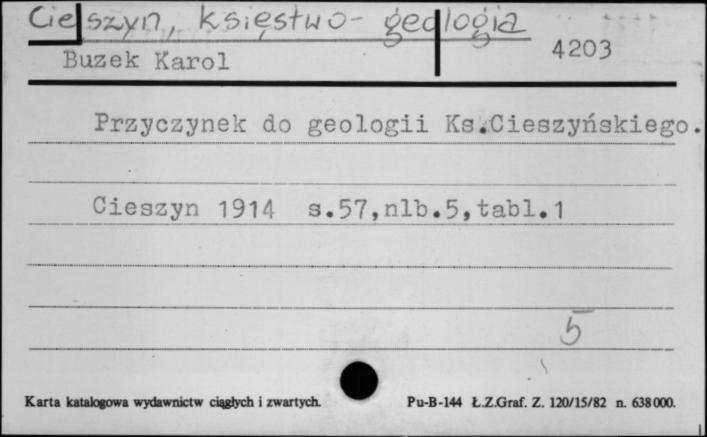 Cieszyn, księstwo - geologia
4203
Buzek Karol
Przyczynek do geologii Ks.Cieszyńskiego.
Cieszyn 1914 s.57,nlb.5,tabl.1
5
Karta katalogowa wydawnictw ciągłych i zwartych. Pu-B-144 Ł.Z.Graf. Z. 120/15/82 n. 638000.